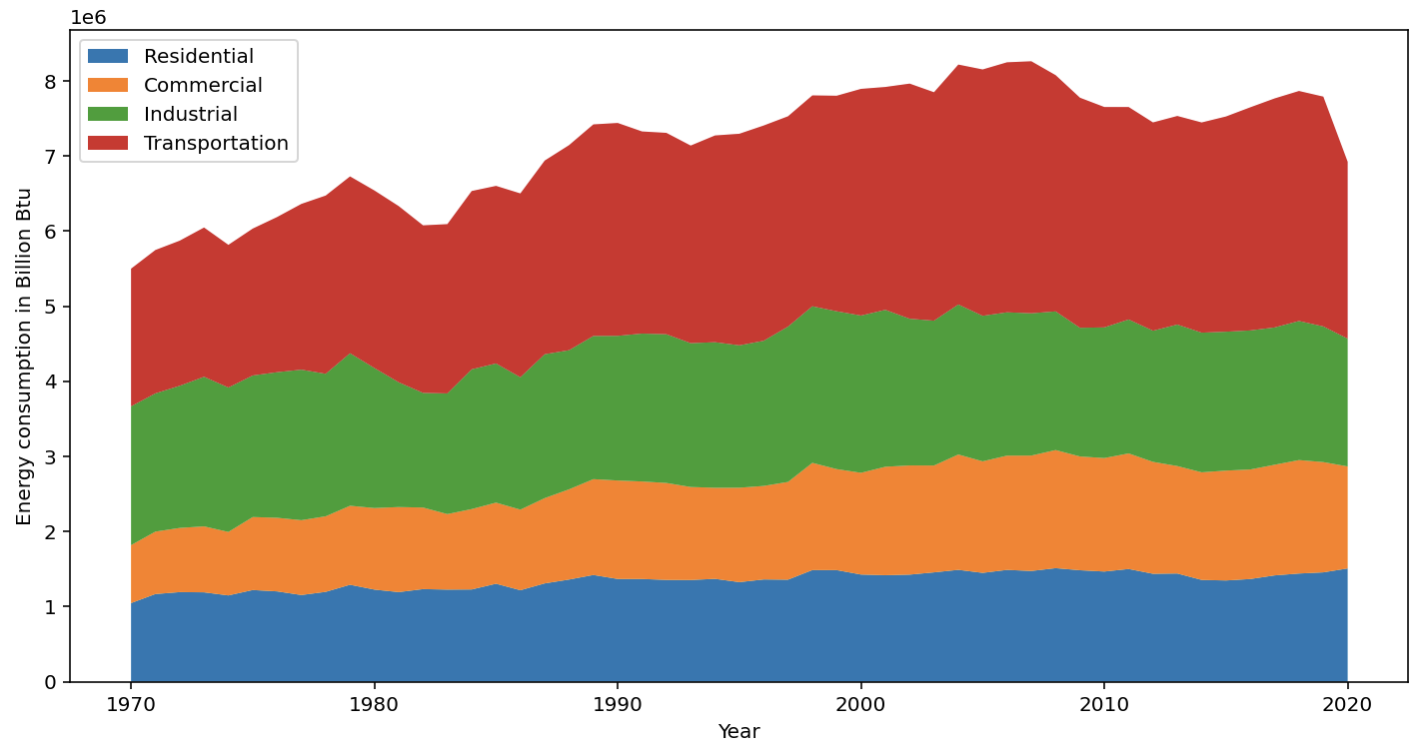 1e6
Residential
Commercial
Industrial
Transportation
8
7
6
5
4
3
2
1
0
Energy consumption in Billion Btu
1970
1980
1990
2000
2010
2020
Year